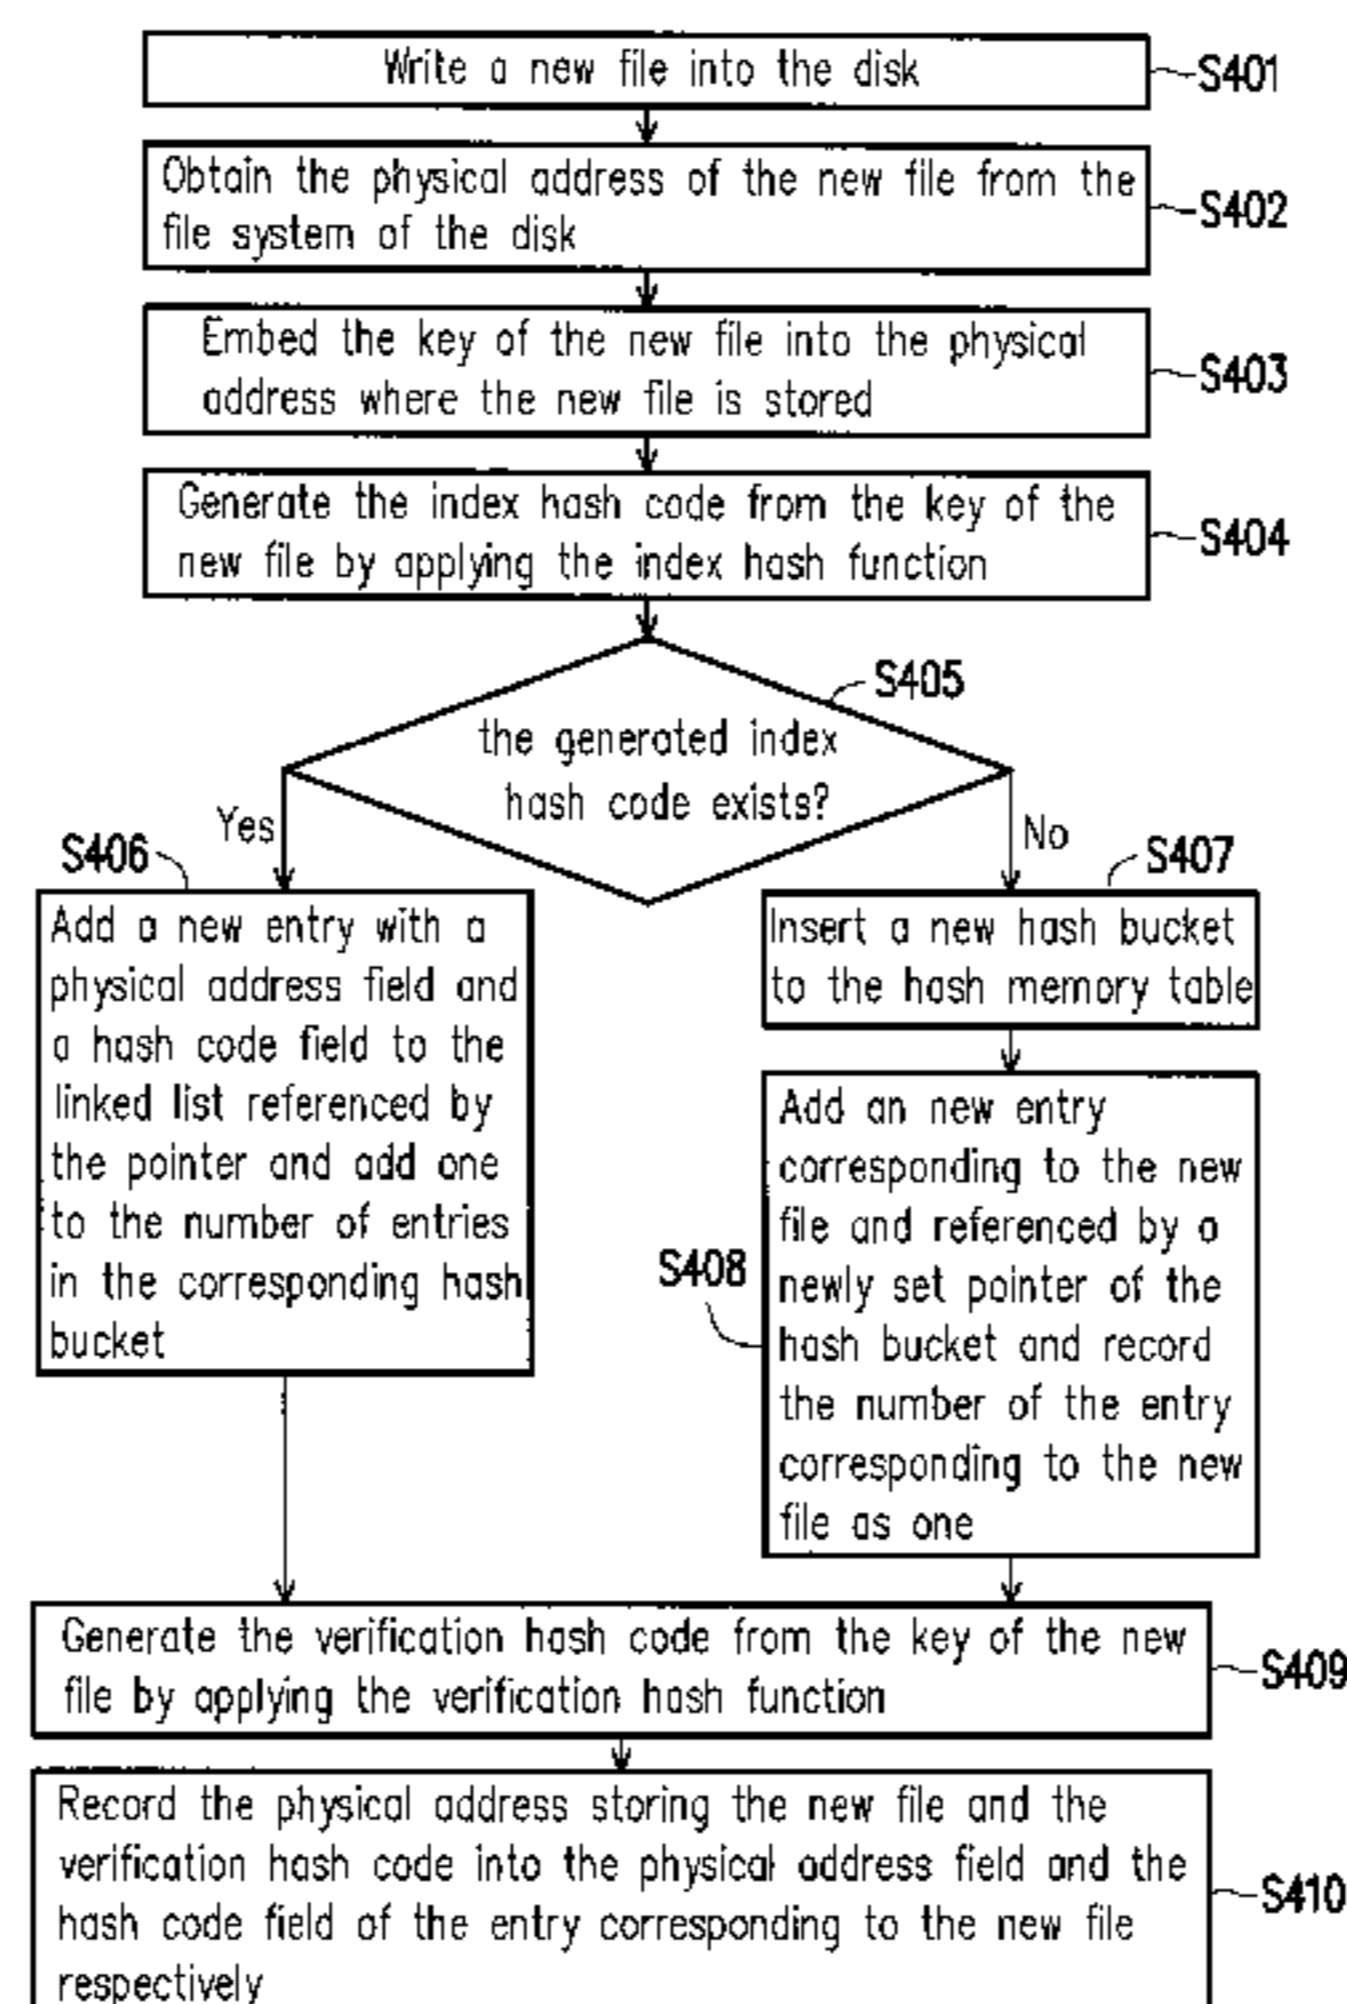 Write a new file into the disk
S401
Obtain the physical address of the new file from the
file system of the disk
S402
Embed the key of the new file into the physical
address where the new file is stored
S403
Generate the index hash code from the key of the
new file by applying the index hash function
S404
S405
the generated index
hash code exists?
Yes
No
S406
Add a new entry with a
physical address field and
a hash code field to the
linked list referenced by
the pointer and add one
to the number of entries
in the corresponding hash
bucket
S407
Insert a new hash bucket
to the hash memory table
S408
Add an new entry
corresponding to the new
file and referenced by a
newly set pointer of the
hash bucket and record
the number of the entry
corresponding to the new
file as one
Generate the verification hash code from the key of the new
file by applying the verification hash function
S409
Record the physical address storing the new file and the
verification hash code into the physical address field and the
hash code field of the entry corresponding to the new file
respectively
S410